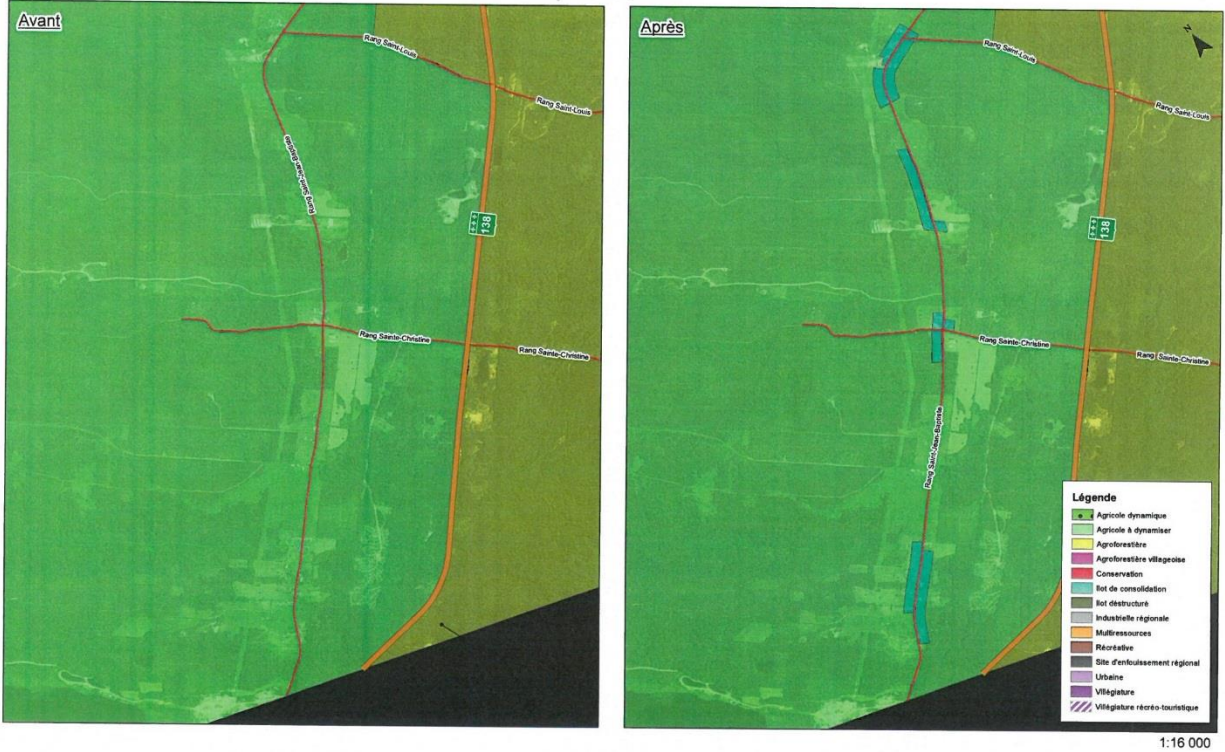 Avant
Rang Saint-Louis
Rang Saint-Louis
Rang Saint-Jean-Baptiste
138
Rang Sainte-Christine
Rang Sainte-Christine
Après
N
Rang Saint-Louis
Rang Saint-Louis
138
Rang Sainte-Christine
Rang Sainte-Christine
Rang Saint-Jean-Baptiste
Légende
Agricole dynamique
Agricole à dynamiser
Agroforestière
Agroforestière villageoise
Conservation
Ilot de consolidation
Ilot déstructuré
Industrielle régionale
Multiressources
Récréative
Site d'enfouissement régional
Urbaine
Villégiature
Villégiature récréo-touristique
1:16 000